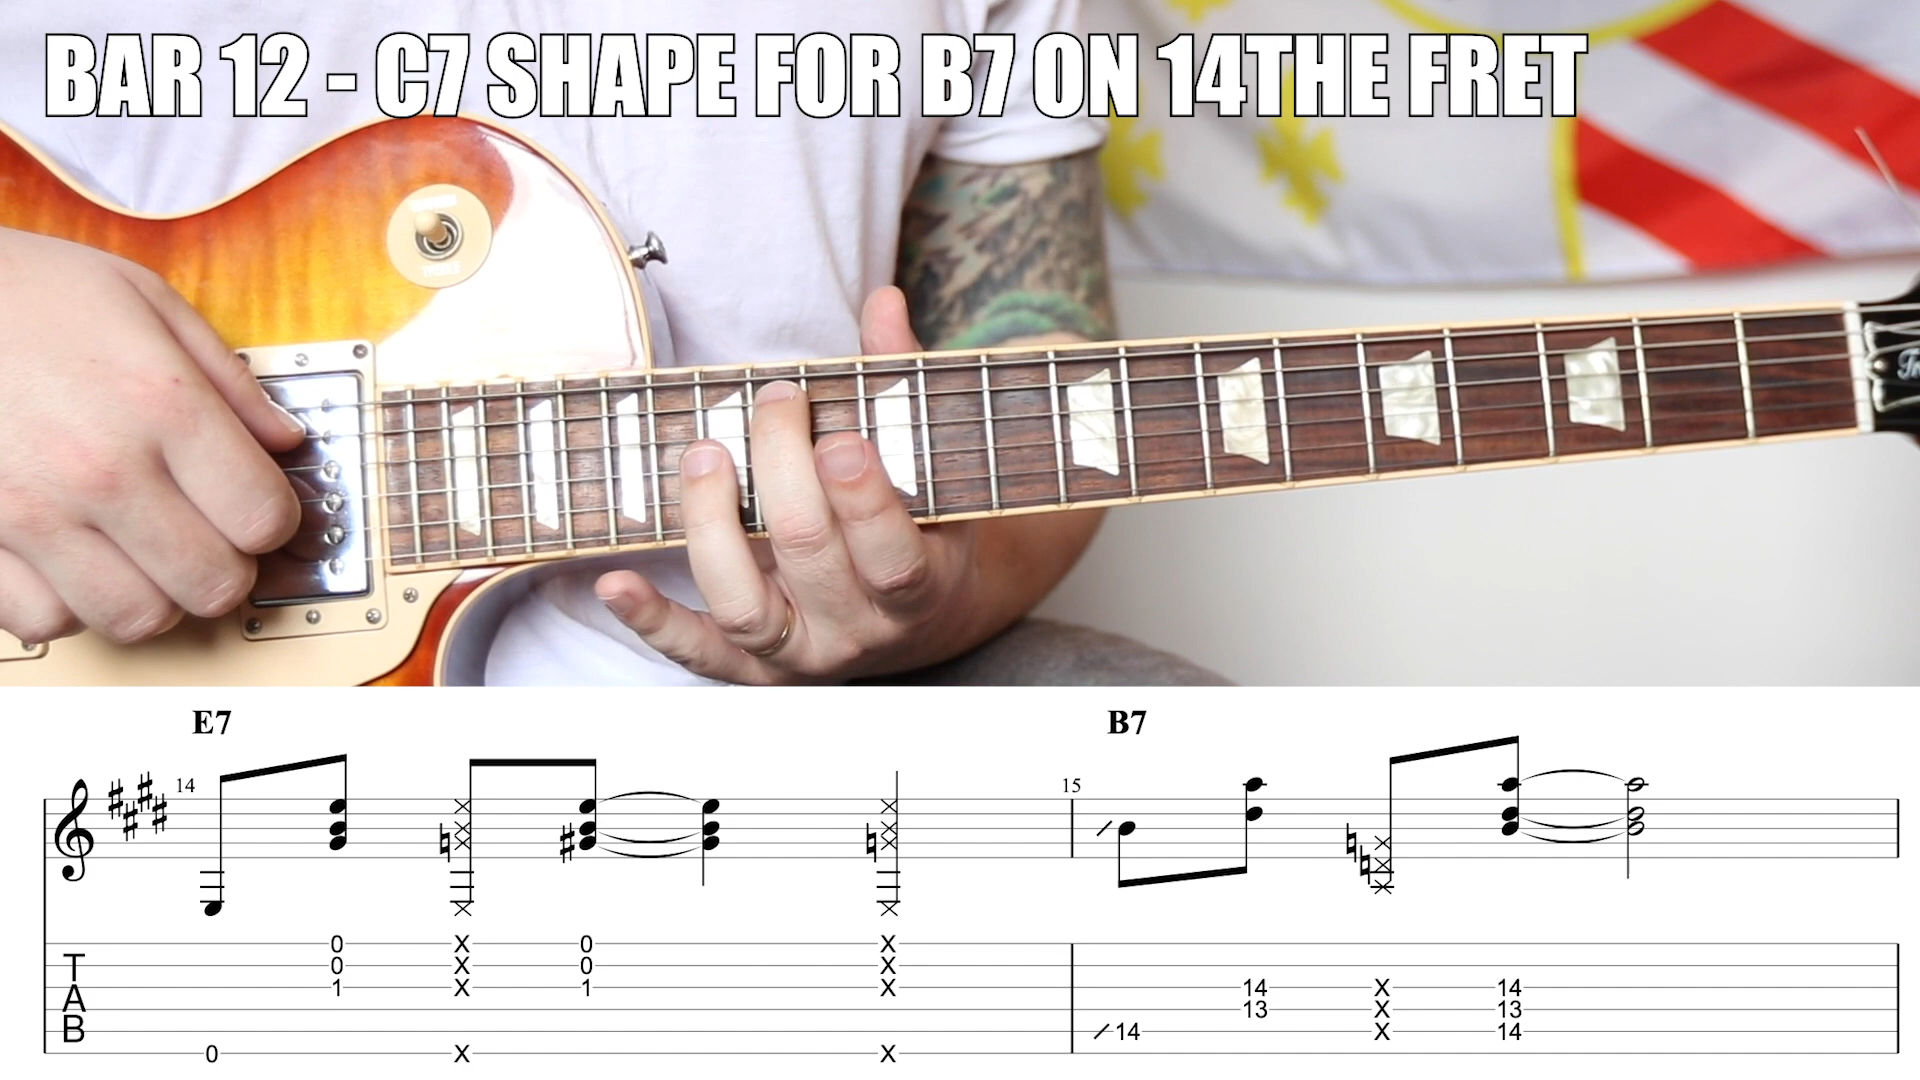 BAR 12 - C7 SHAPE FOR B7 ON 14THE FRET
TREBLE
E7 B7
14 15
0 X 0 X
T 0 X 0 X
1 X 1 X 14 X 14
A 13 X 13
B 14 X 14
0 X X